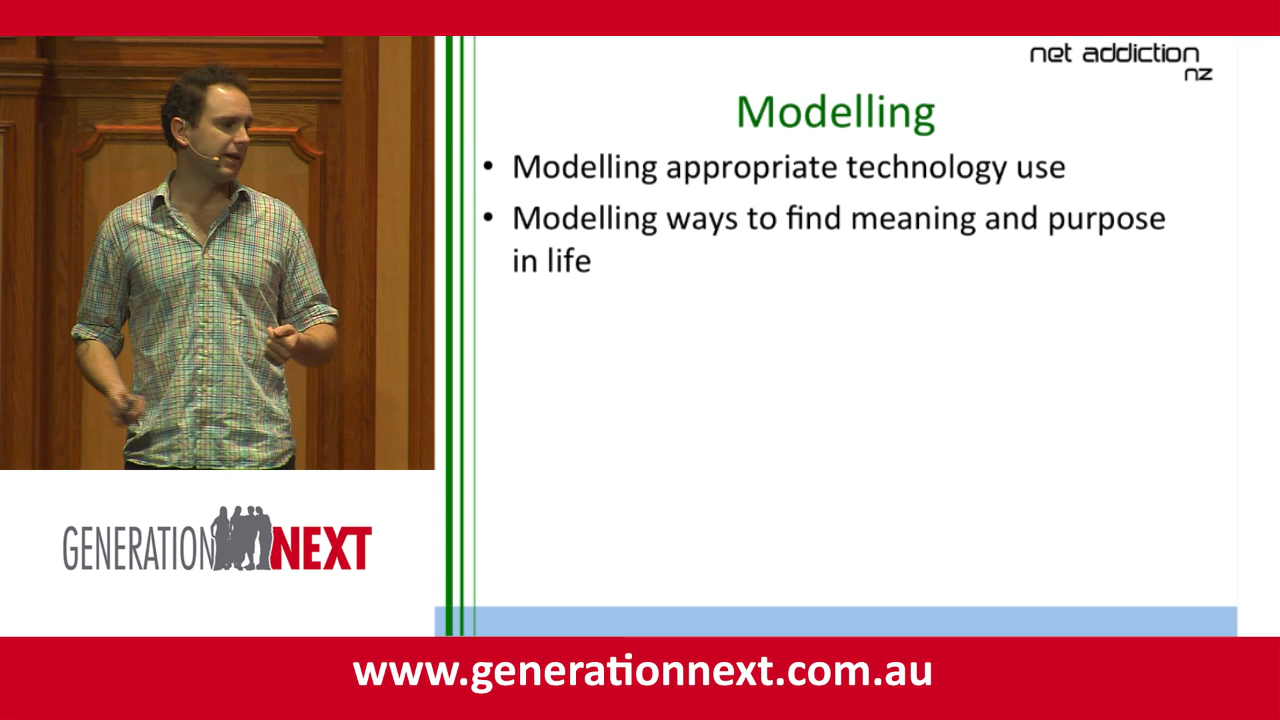 net addiction
nz
Modelling
• Modelling appropriate technology use
• Modelling ways to find meaning and purpose
in life
GENERATION NEXT
www.generationnext.com.au